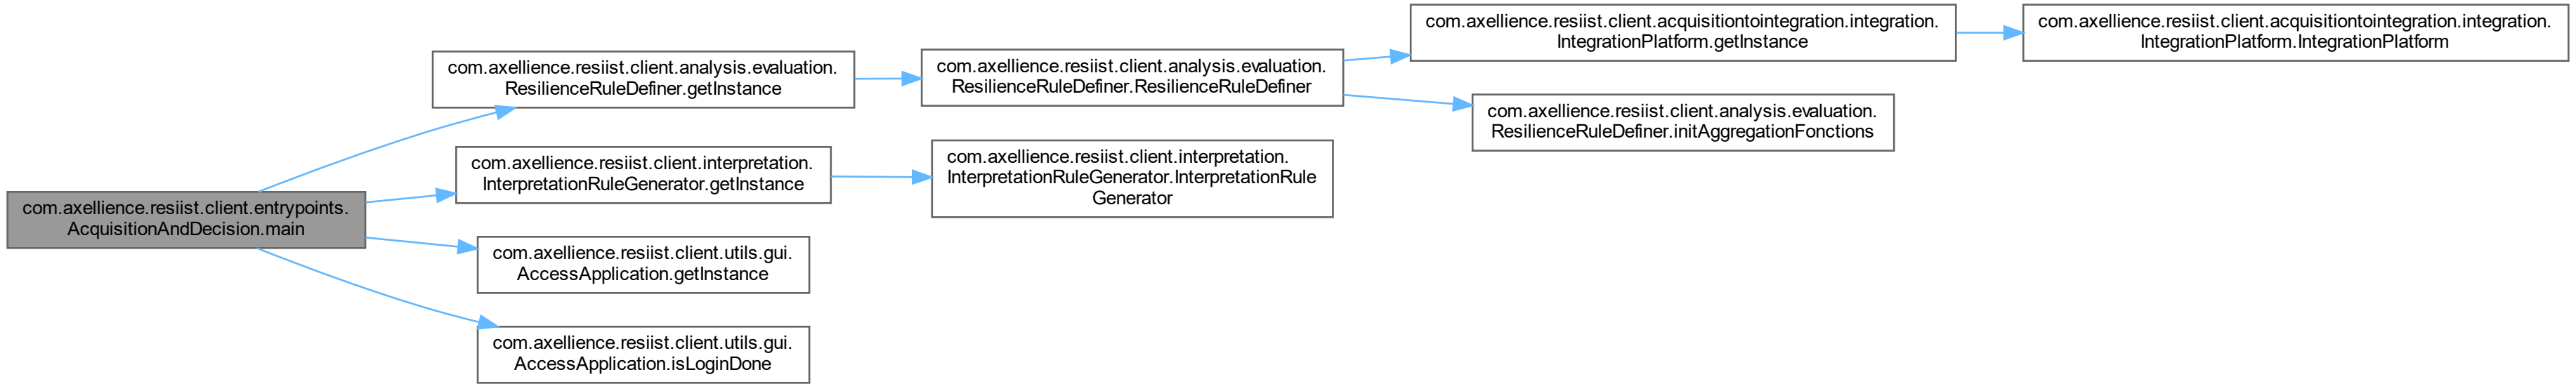 com.axellience.resiist.client.entrypoints.
AcquisitionAndDecision.main
com.axellience.resiist.client.analysis.evaluation.
ResilienceRuleDefiner.getInstance
com.axellience.resiist.client.analysis.evaluation.
ResilienceRuleDefiner.ResilienceRuleDefiner
com.axellience.resiist.client.acquisitiontointegration.integration.
IntegrationPlatform.getInstance
com.axellience.resiist.client.acquisitiontointegration.integration.
IntegrationPlatform.IntegrationPlatform
com.axellience.resiist.client.analysis.evaluation.
ResilienceRuleDefiner.initAggregationFonctions
com.axellience.resiist.client.interpretation.
InterpretationRuleGenerator.getInstance
com.axellience.resiist.client.interpretation.
InterpretationRuleGenerator.InterpretationRule
Generator
com.axellience.resiist.client.utils.gui.
AccessApplication.getInstance
com.axellience.resiist.client.utils.gui.
AccessApplication.isLoginDone